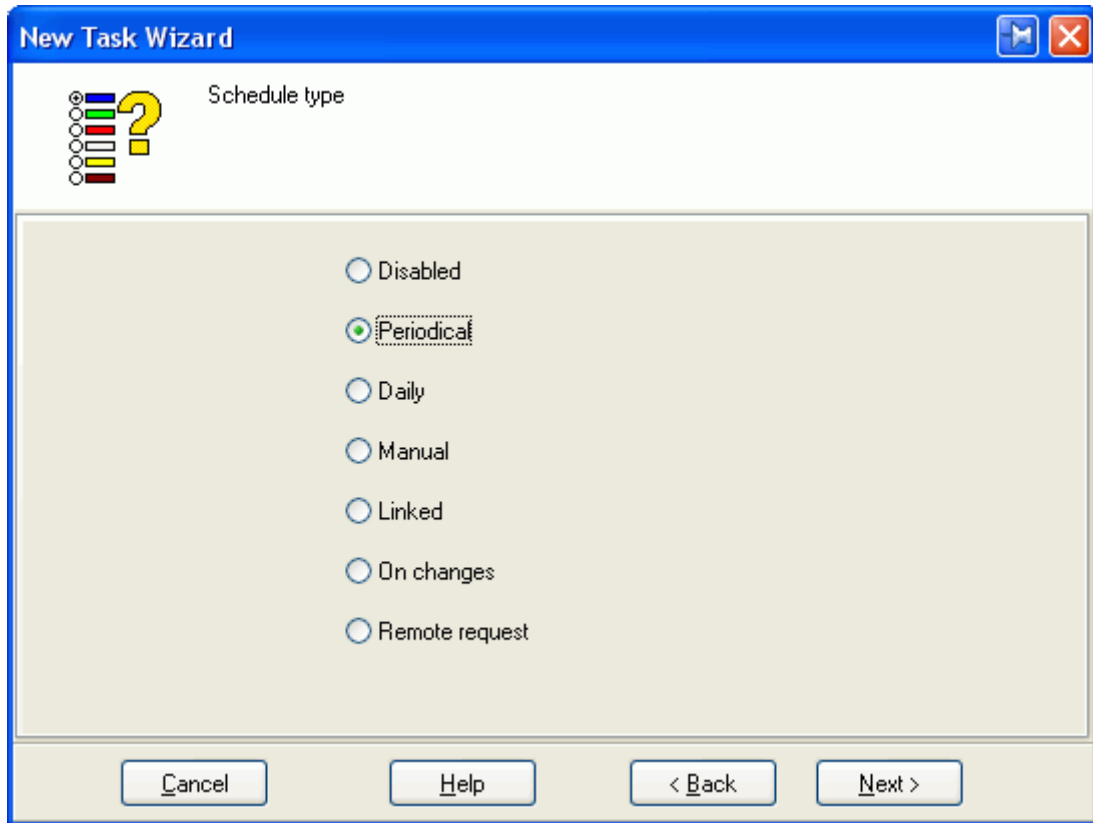 New Task Wizard
Schedule type
Disabled
Periodical
Daily
Manual
Linked
On changes
Remote request
Cancel Help < Back Next >